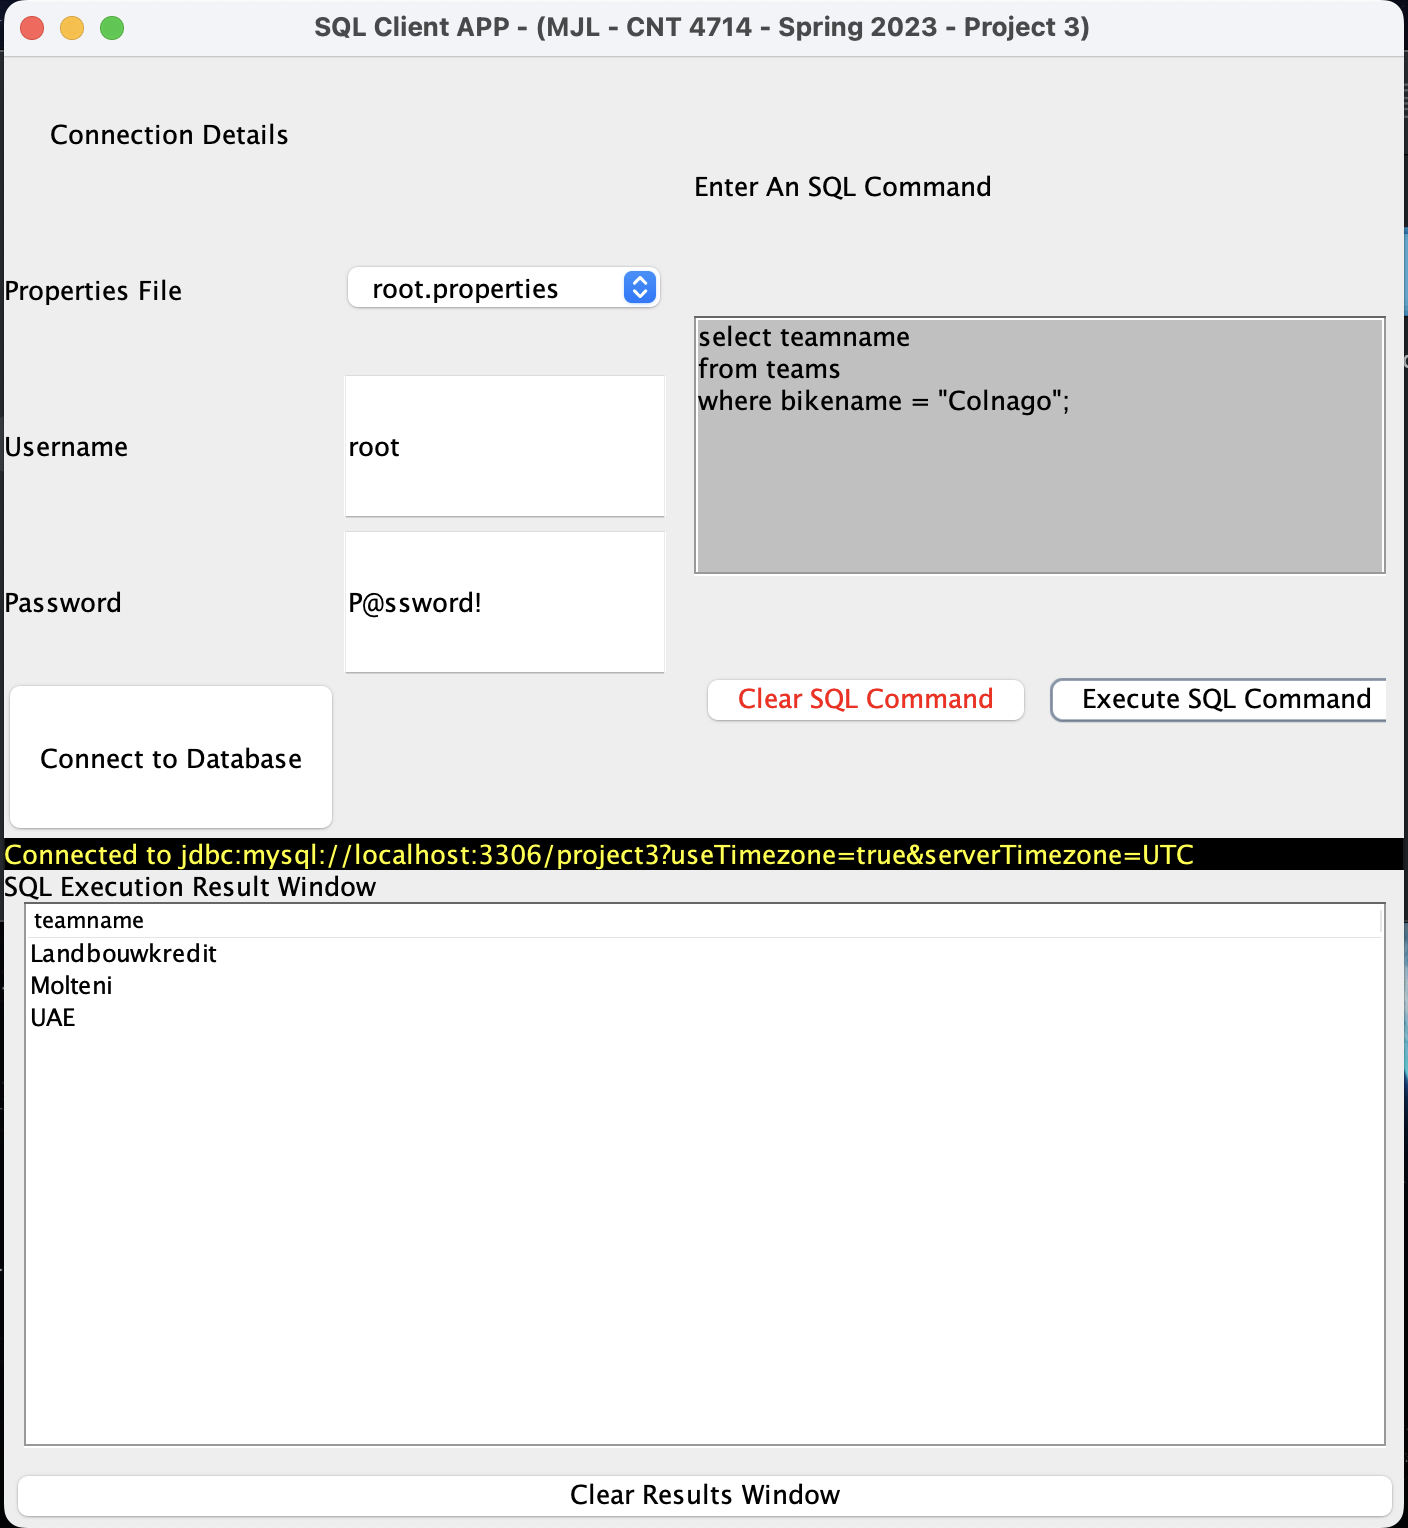 SQL Client APP - (MJL - CNT 4714 - Spring 2023 - Project 3)
Connection Details
Enter An SQL Command
Properties File
root.properties
select teamname
from teams
where bikename = "Colnago";
Username
root
Password
P@ssword!
Clear SQL Command
Execute SQL Command
Connect to Database
Connected to jdbc:mysql://localhost:3306/project3?useTimezone=true&serverTimezone=UTC
SQL Execution Result Window
teamname
Landbouwkredit
Molteni
UAE
Clear Results Window